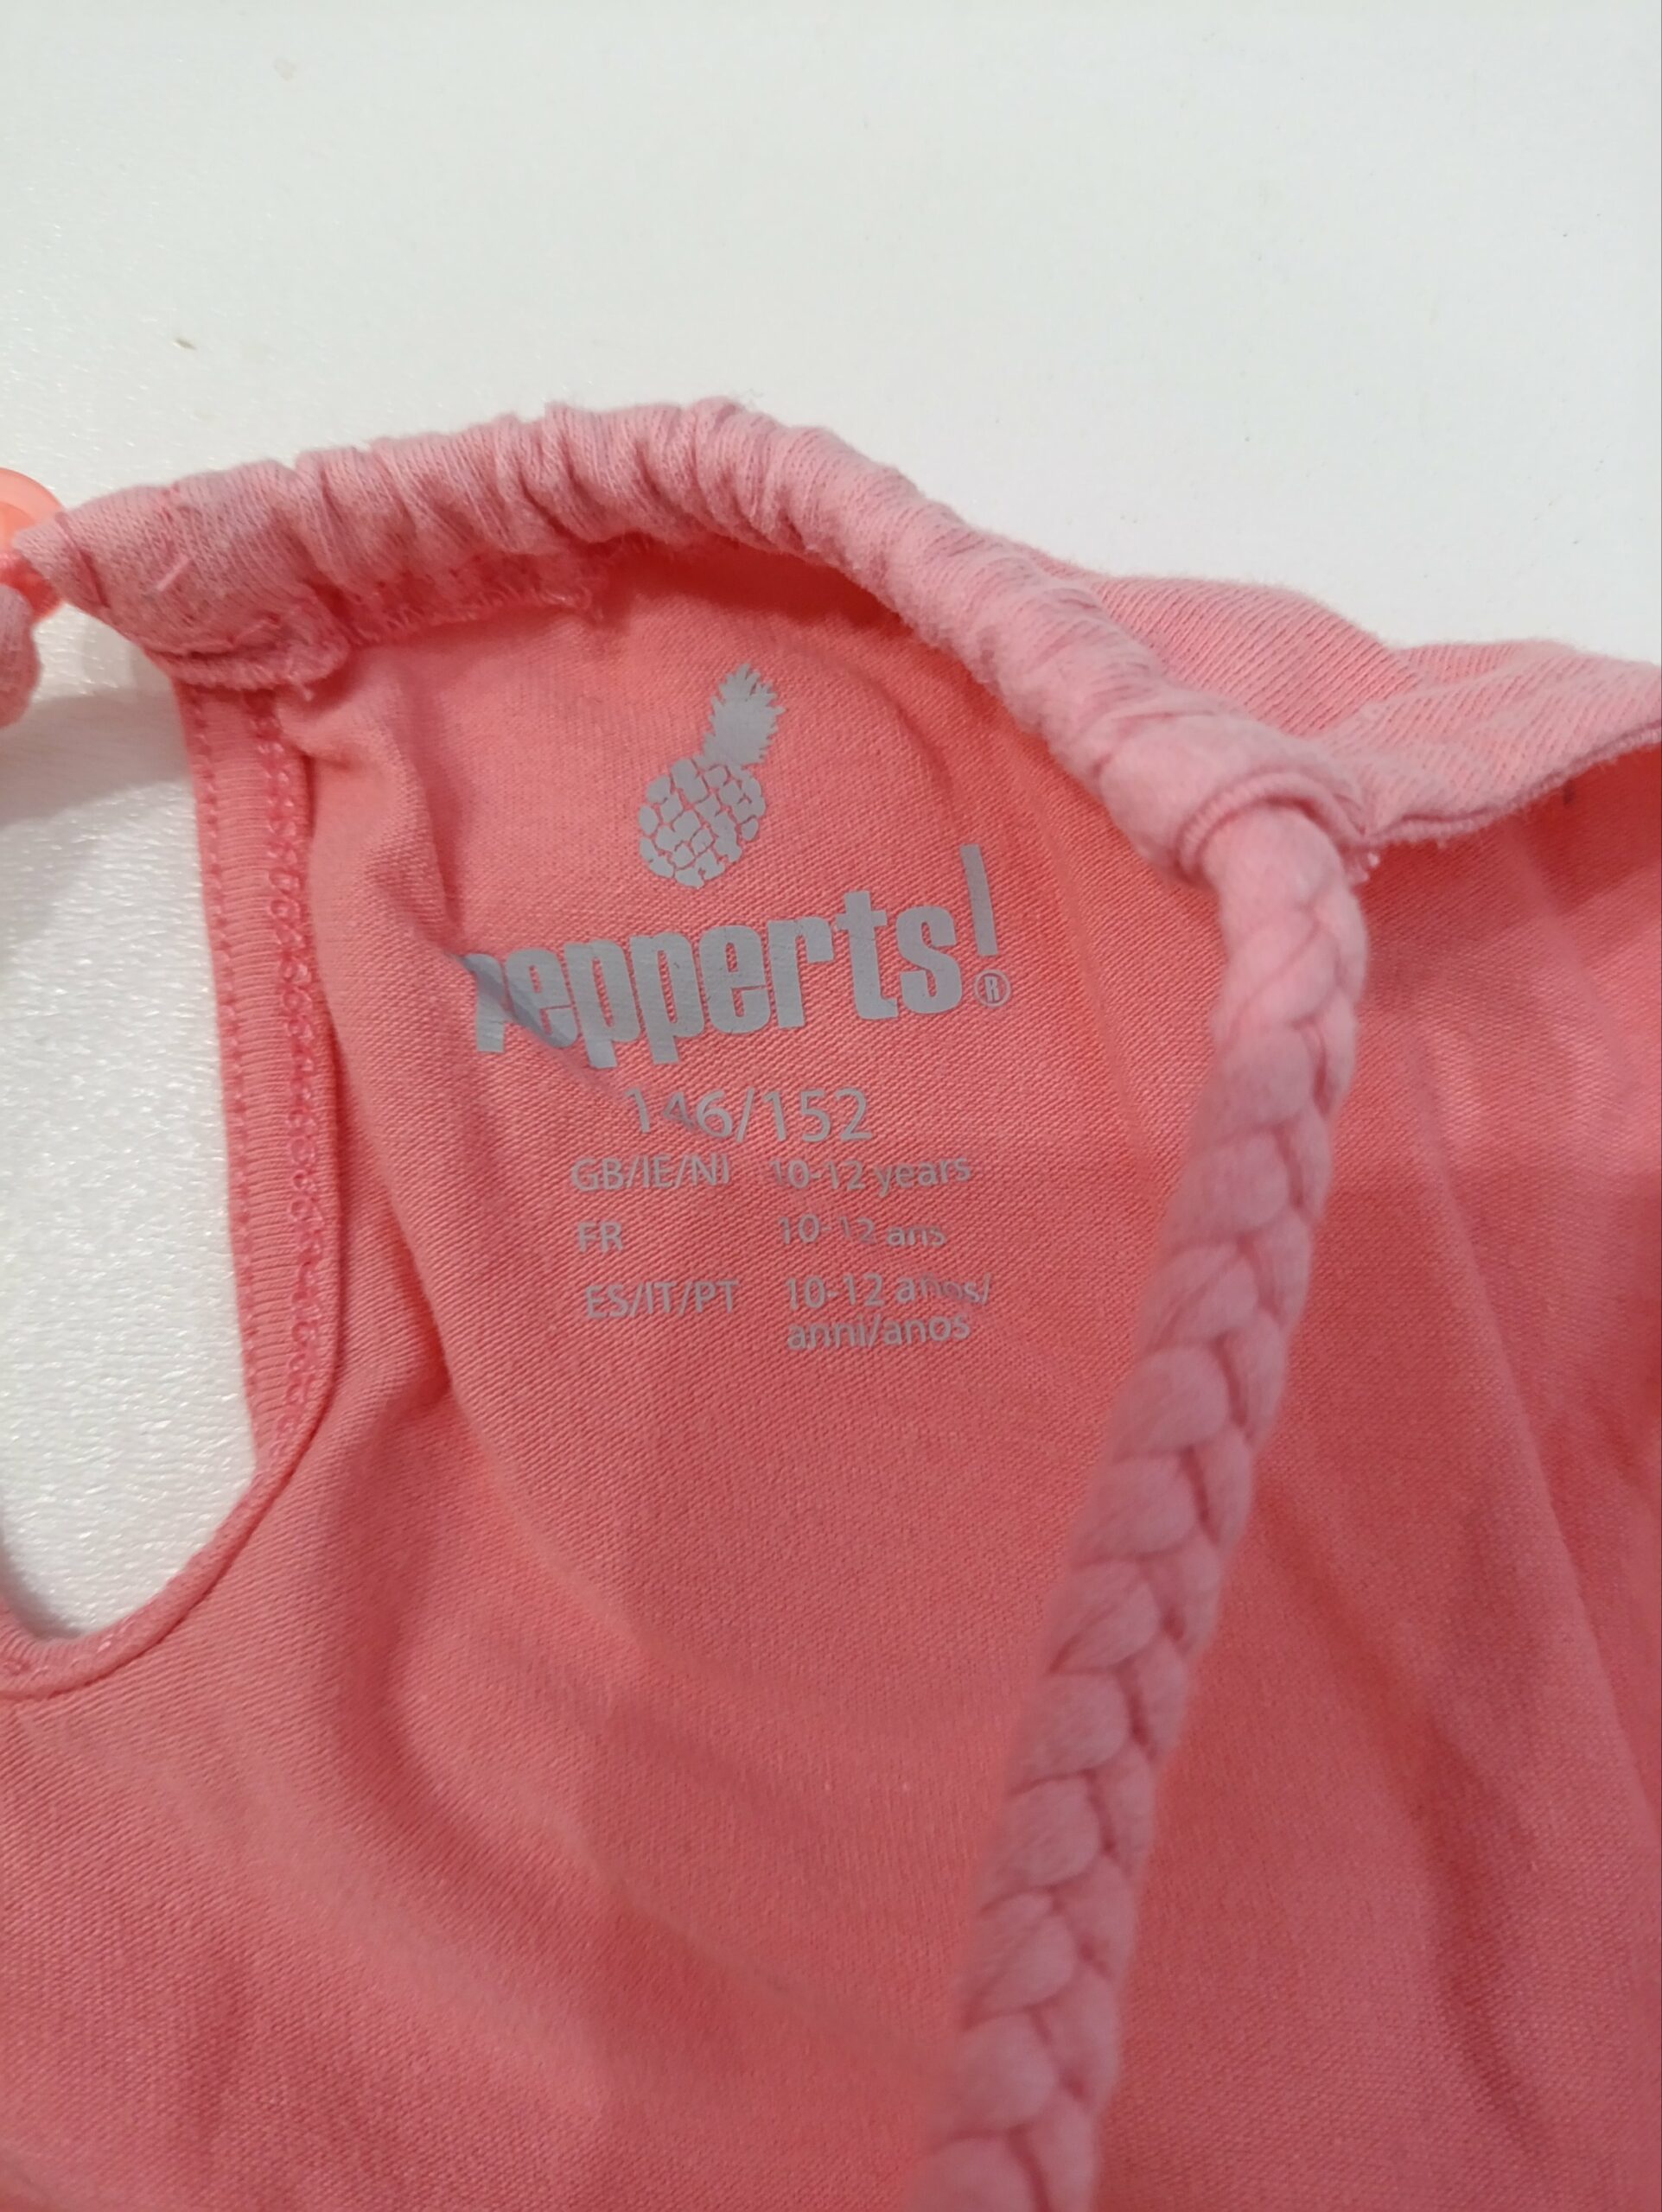 pepperts!®
146/152
GB/IE/NI 10-12 years
FR 10-12 ans
ES/IT/PT 10-12 años/
anni/anos